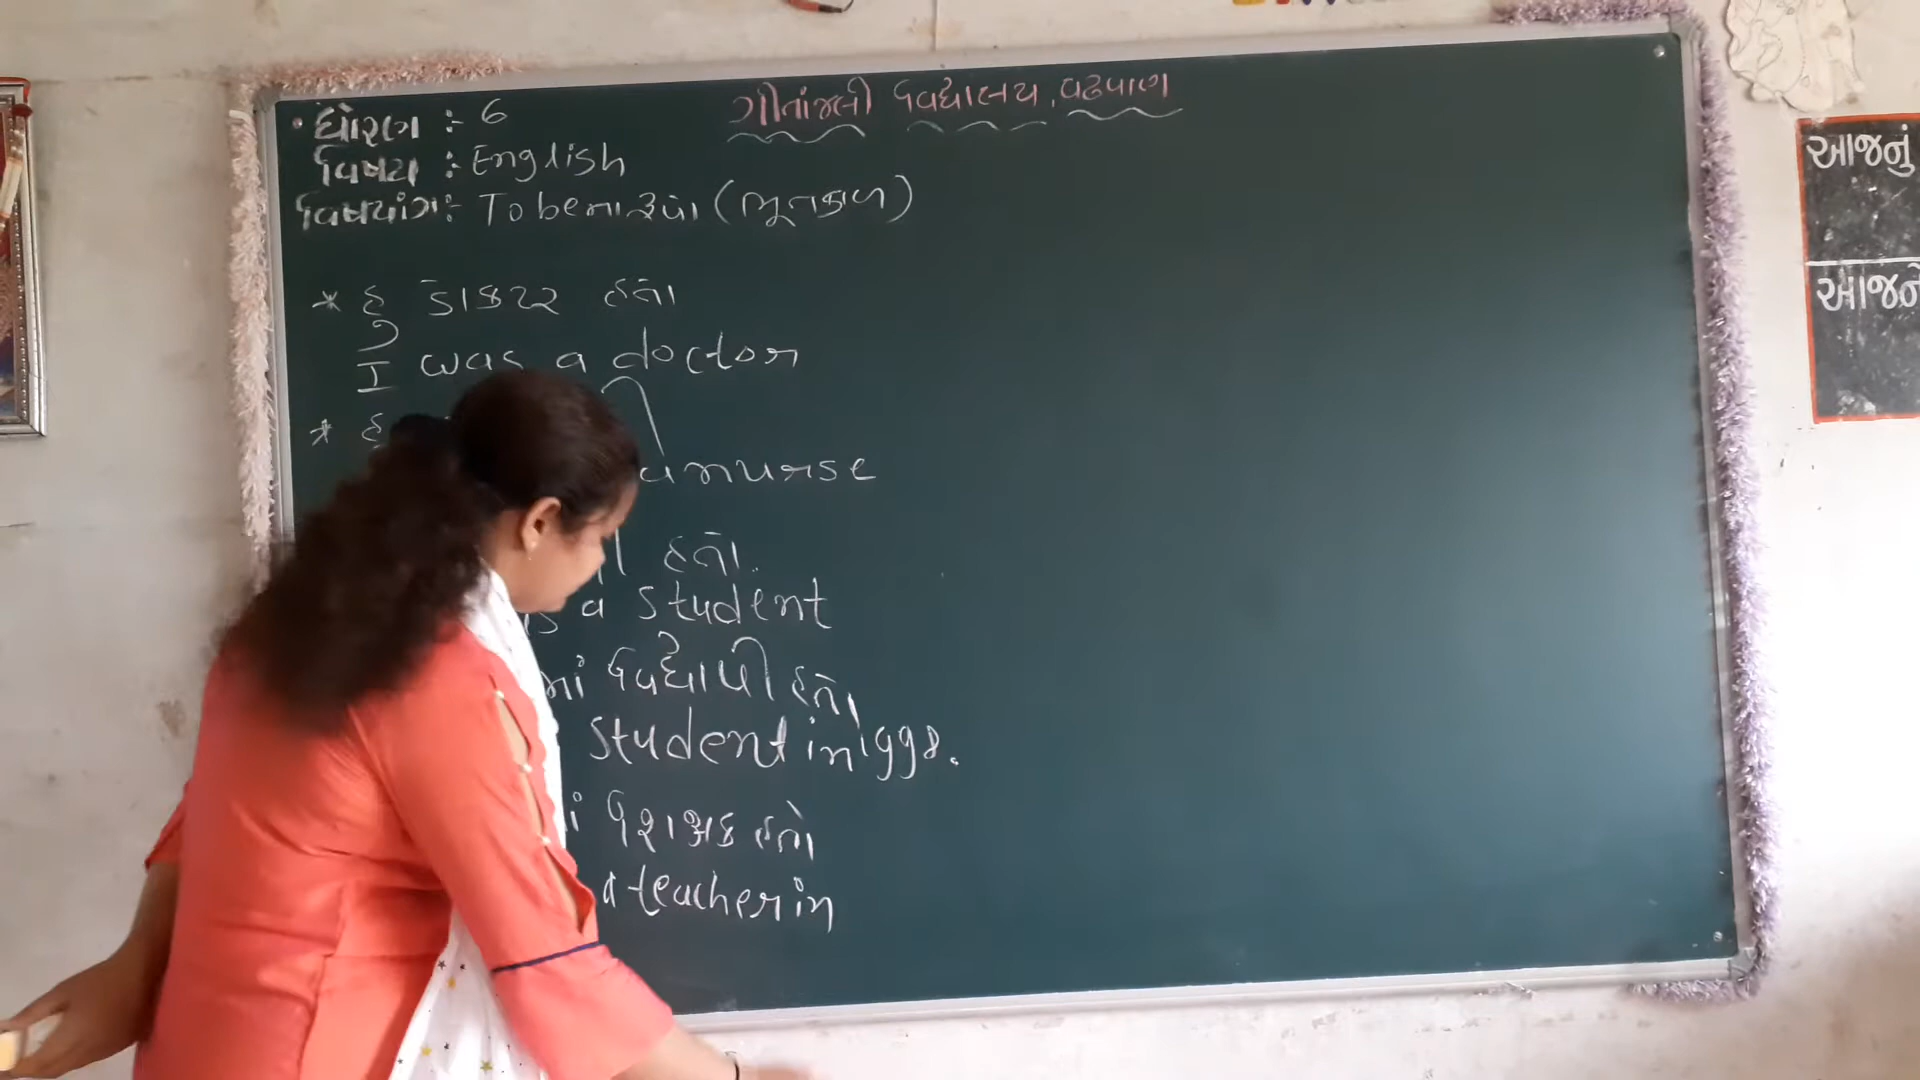 ગીતાંજલી વિદ્યાલય, વઢવાણ
ધોરણ :- 6
વિષય :- English
વિષયાંગ :- To be ના રૂપો (ભૂતકાળ)
* હું ડૉક્ટર હતો
I was a doctor
* હું
a nurse
હતો.
a student
માં વિદ્યાર્થી હતો
student in 1998.
માં શિક્ષક હતો
a teacher in
આજનું
આજનો